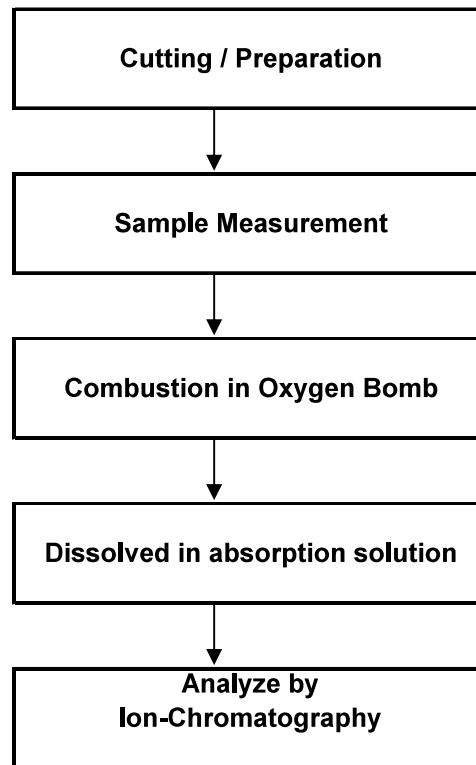 Cutting / Preparation
Sample Measurement
Combustion in Oxygen Bomb
Dissolved in absorption solution
Analyze by
Ion-Chromatography